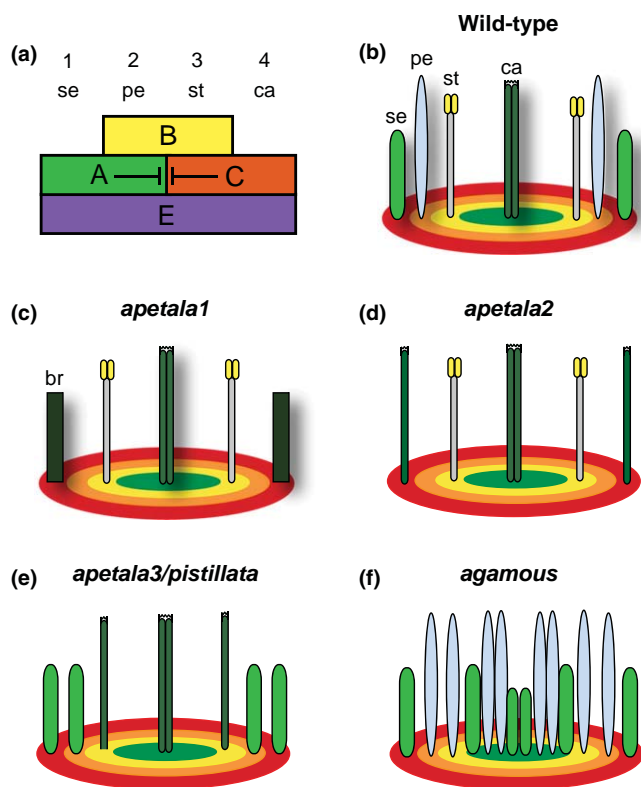 (a)
1 2 3 4
se pe st ca
B
A C
E
Wild-type
(b)
pe
st
ca
se
(c)
apetala1
br
(d)
apetala2
(e)
apetala3/pistillata
(f)
agamous